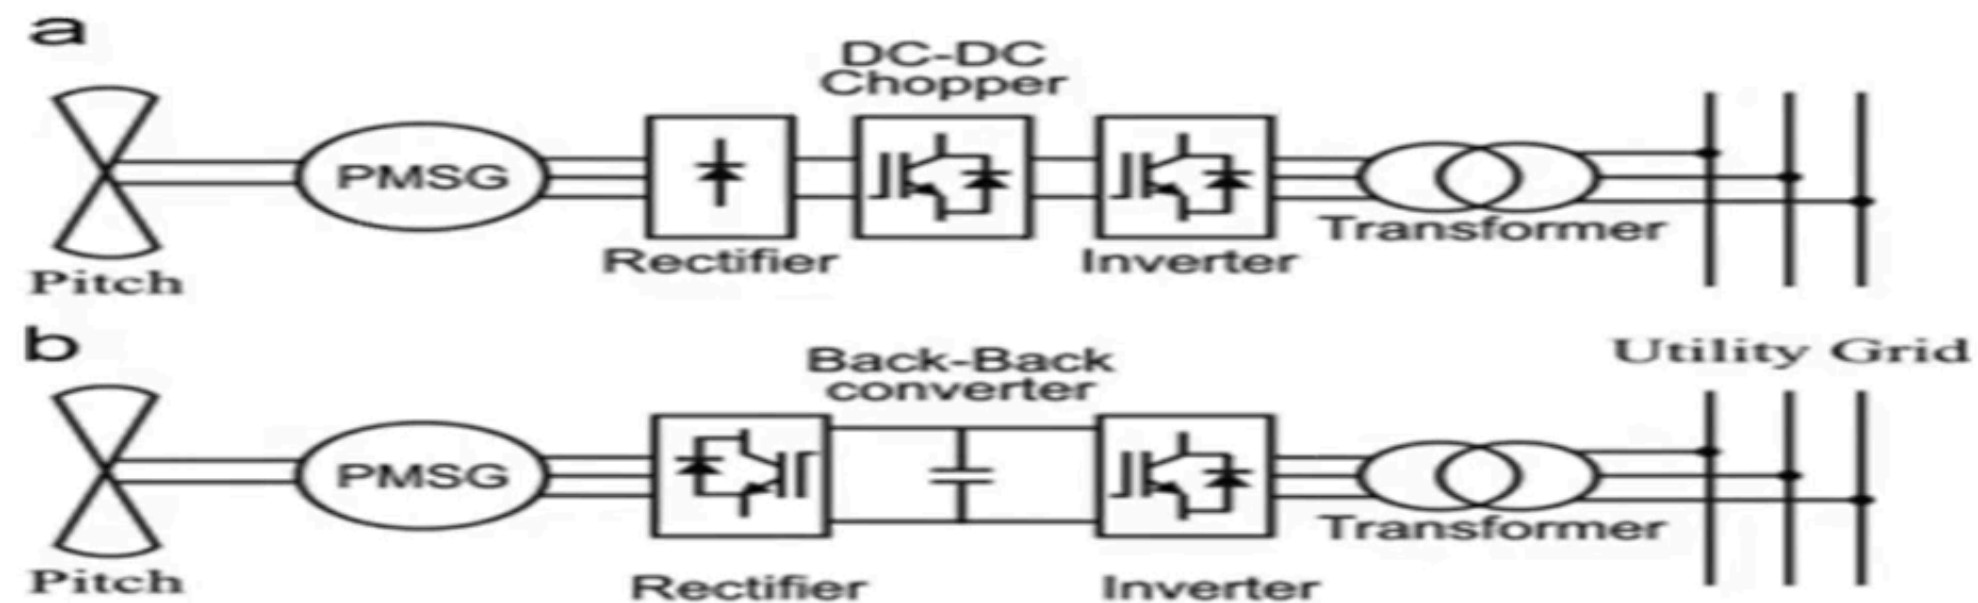 a
DC-DC
Chopper
PMSG
Rectifier
Inverter
Transformer
Pitch
b
Utility Grid
Back-Back
converter
PMSG
Transformer
Pitch
Rectifier
Inverter